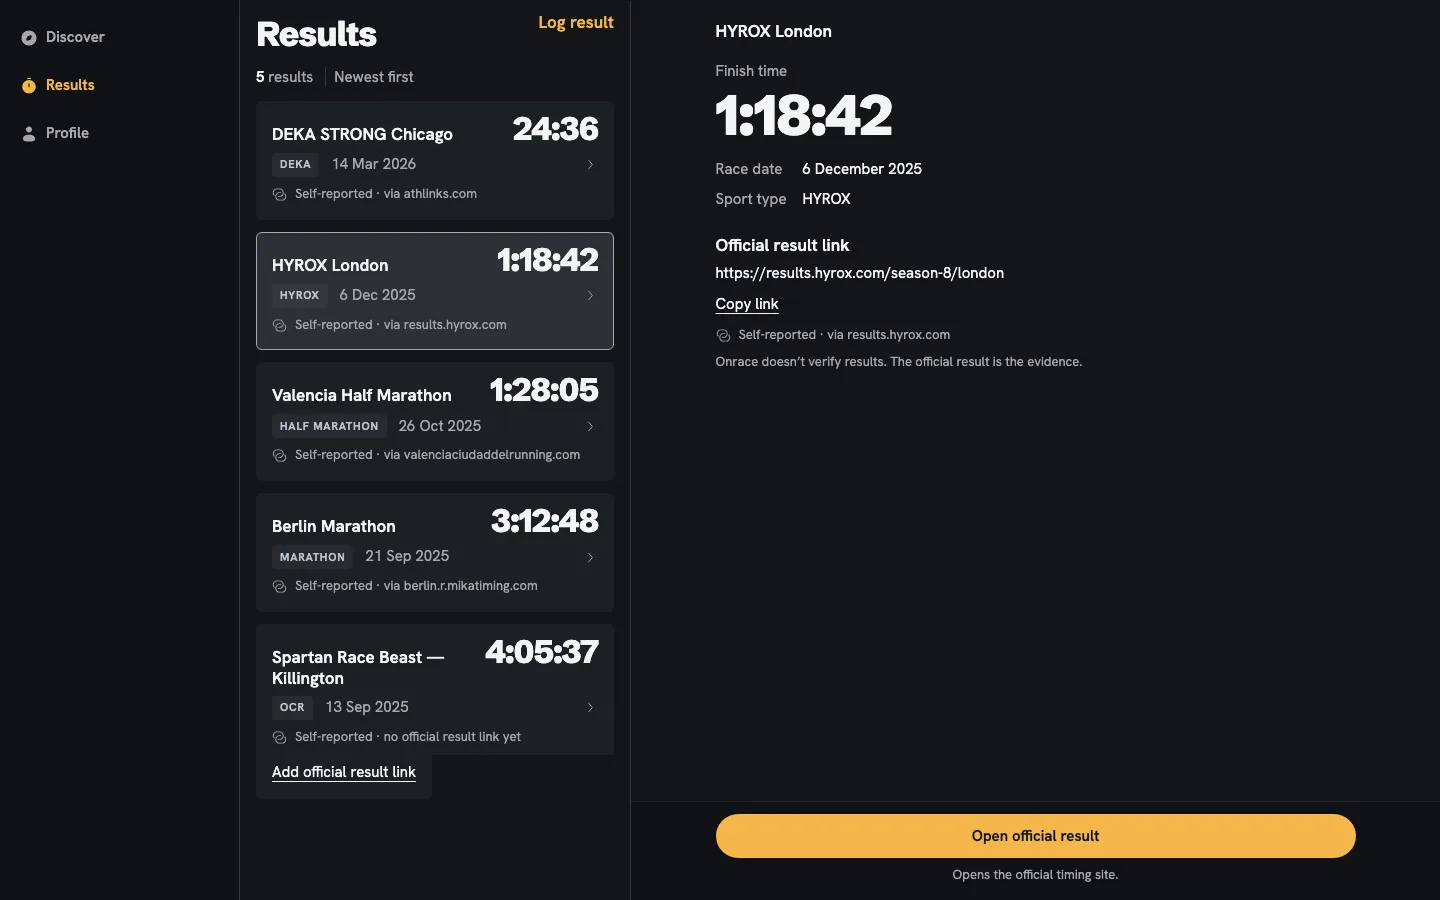 Discover
Results
Profile
Results
Log result
5 results
Newest first
DEKA STRONG Chicago
24:36
DEKA
14 Mar 2026
Self-reported · via athlinks.com
HYROX London
1:18:42
HYROX
6 Dec 2025
Self-reported · via results.hyrox.com
Valencia Half Marathon
1:28:05
HALF MARATHON
26 Oct 2025
Self-reported · via valenciaciudaddelrunning.com
Berlin Marathon
3:12:48
MARATHON
21 Sep 2025
Self-reported · via berlin.r.mikatiming.com
Spartan Race Beast —
Killington
4:05:37
OCR
13 Sep 2025
Self-reported · no official result link yet
Add official result link
HYROX London
Finish time
1:18:42
Race date 6 December 2025
Sport type HYROX
Official result link
https://results.hyrox.com/season-8/london
Copy link
Self-reported · via results.hyrox.com
Onrace doesn’t verify results. The official result is the evidence.
Open official result
Opens the official timing site.